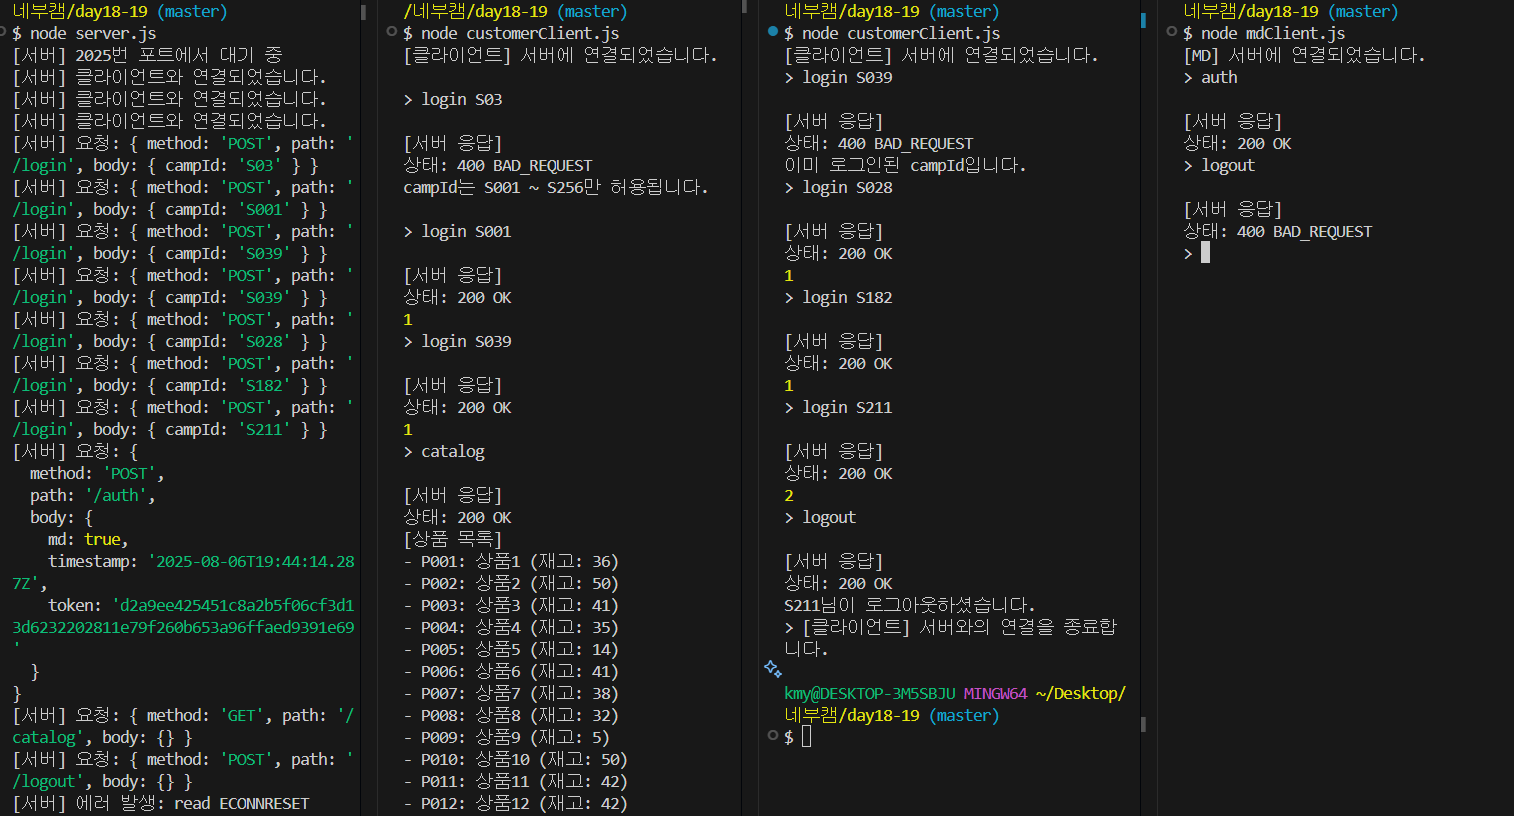 네부캠/day18-19 (master)
$ node server.js
[서버] 2025번 포트에서 대기 중
[서버] 클라이언트와 연결되었습니다.
[서버] 클라이언트와 연결되었습니다.
[서버] 클라이언트와 연결되었습니다.
[서버] 요청: { method: 'POST', path: '
/login', body: { campId: 'S03' } }
[서버] 요청: { method: 'POST', path: '
/login', body: { campId: 'S001' } }
[서버] 요청: { method: 'POST', path: '
/login', body: { campId: 'S039' } }
[서버] 요청: { method: 'POST', path: '
/login', body: { campId: 'S039' } }
[서버] 요청: { method: 'POST', path: '
/login', body: { campId: 'S028' } }
[서버] 요청: { method: 'POST', path: '
/login', body: { campId: 'S182' } }
[서버] 요청: { method: 'POST', path: '
/login', body: { campId: 'S211' } }
[서버] 요청: {
method: 'POST',
path: '/auth',
body: {
md: true,
timestamp: '2025-08-06T19:44:14.28
7Z',
token: 'd2a9ee425451c8a2b5f06cf3d1
3d6232202811e79f260b653a96ffaed9391e69
'
}
}
[서버] 요청: { method: 'GET', path: '/
catalog', body: {} }
[서버] 요청: { method: 'POST', path: '
/logout', body: {} }
[서버] 에러 발생: read ECONNRESET
/네부캠/day18-19 (master)
$ node customerClient.js
[클라이언트] 서버에 연결되었습니다.
> login S03
[서버 응답]
상태: 400 BAD_REQUEST
campId는 S001 ~ S256만 허용됩니다.
> login S001
[서버 응답]
상태: 200 OK
1
> login S039
[서버 응답]
상태: 200 OK
1
> catalog
[서버 응답]
상태: 200 OK
[상품 목록]
- P001: 상품1 (재고: 36)
- P002: 상품2 (재고: 50)
- P003: 상품3 (재고: 41)
- P004: 상품4 (재고: 35)
- P005: 상품5 (재고: 14)
- P006: 상품6 (재고: 41)
- P007: 상품7 (재고: 38)
- P008: 상품8 (재고: 32)
- P009: 상품9 (재고: 5)
- P010: 상품10 (재고: 50)
- P011: 상품11 (재고: 42)
- P012: 상품12 (재고: 42)
네부캠/day18-19 (master)
$ node customerClient.js
[클라이언트] 서버에 연결되었습니다.
> login S039
[서버 응답]
상태: 400 BAD_REQUEST
이미 로그인된 campId입니다.
> login S028
[서버 응답]
상태: 200 OK
1
> login S182
[서버 응답]
상태: 200 OK
1
> login S211
[서버 응답]
상태: 200 OK
2
> logout
[서버 응답]
상태: 200 OK
S211님이 로그아웃하셨습니다.
> [클라이언트] 서버와의 연결을 종료합
니다.
kmy@DESKTOP-3M5SBJU MINGW64 ~/Desktop/
네부캠/day18-19 (master)
$
네부캠/day18-19 (master)
$ node mdClient.js
[MD] 서버에 연결되었습니다.
> auth
[서버 응답]
상태: 200 OK
> logout
[서버 응답]
상태: 400 BAD_REQUEST
>